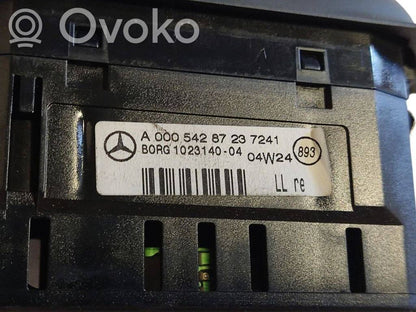 Ovoko
A 000 542 87 23 7241
BORG 1023140-04 04W24 893
LL re